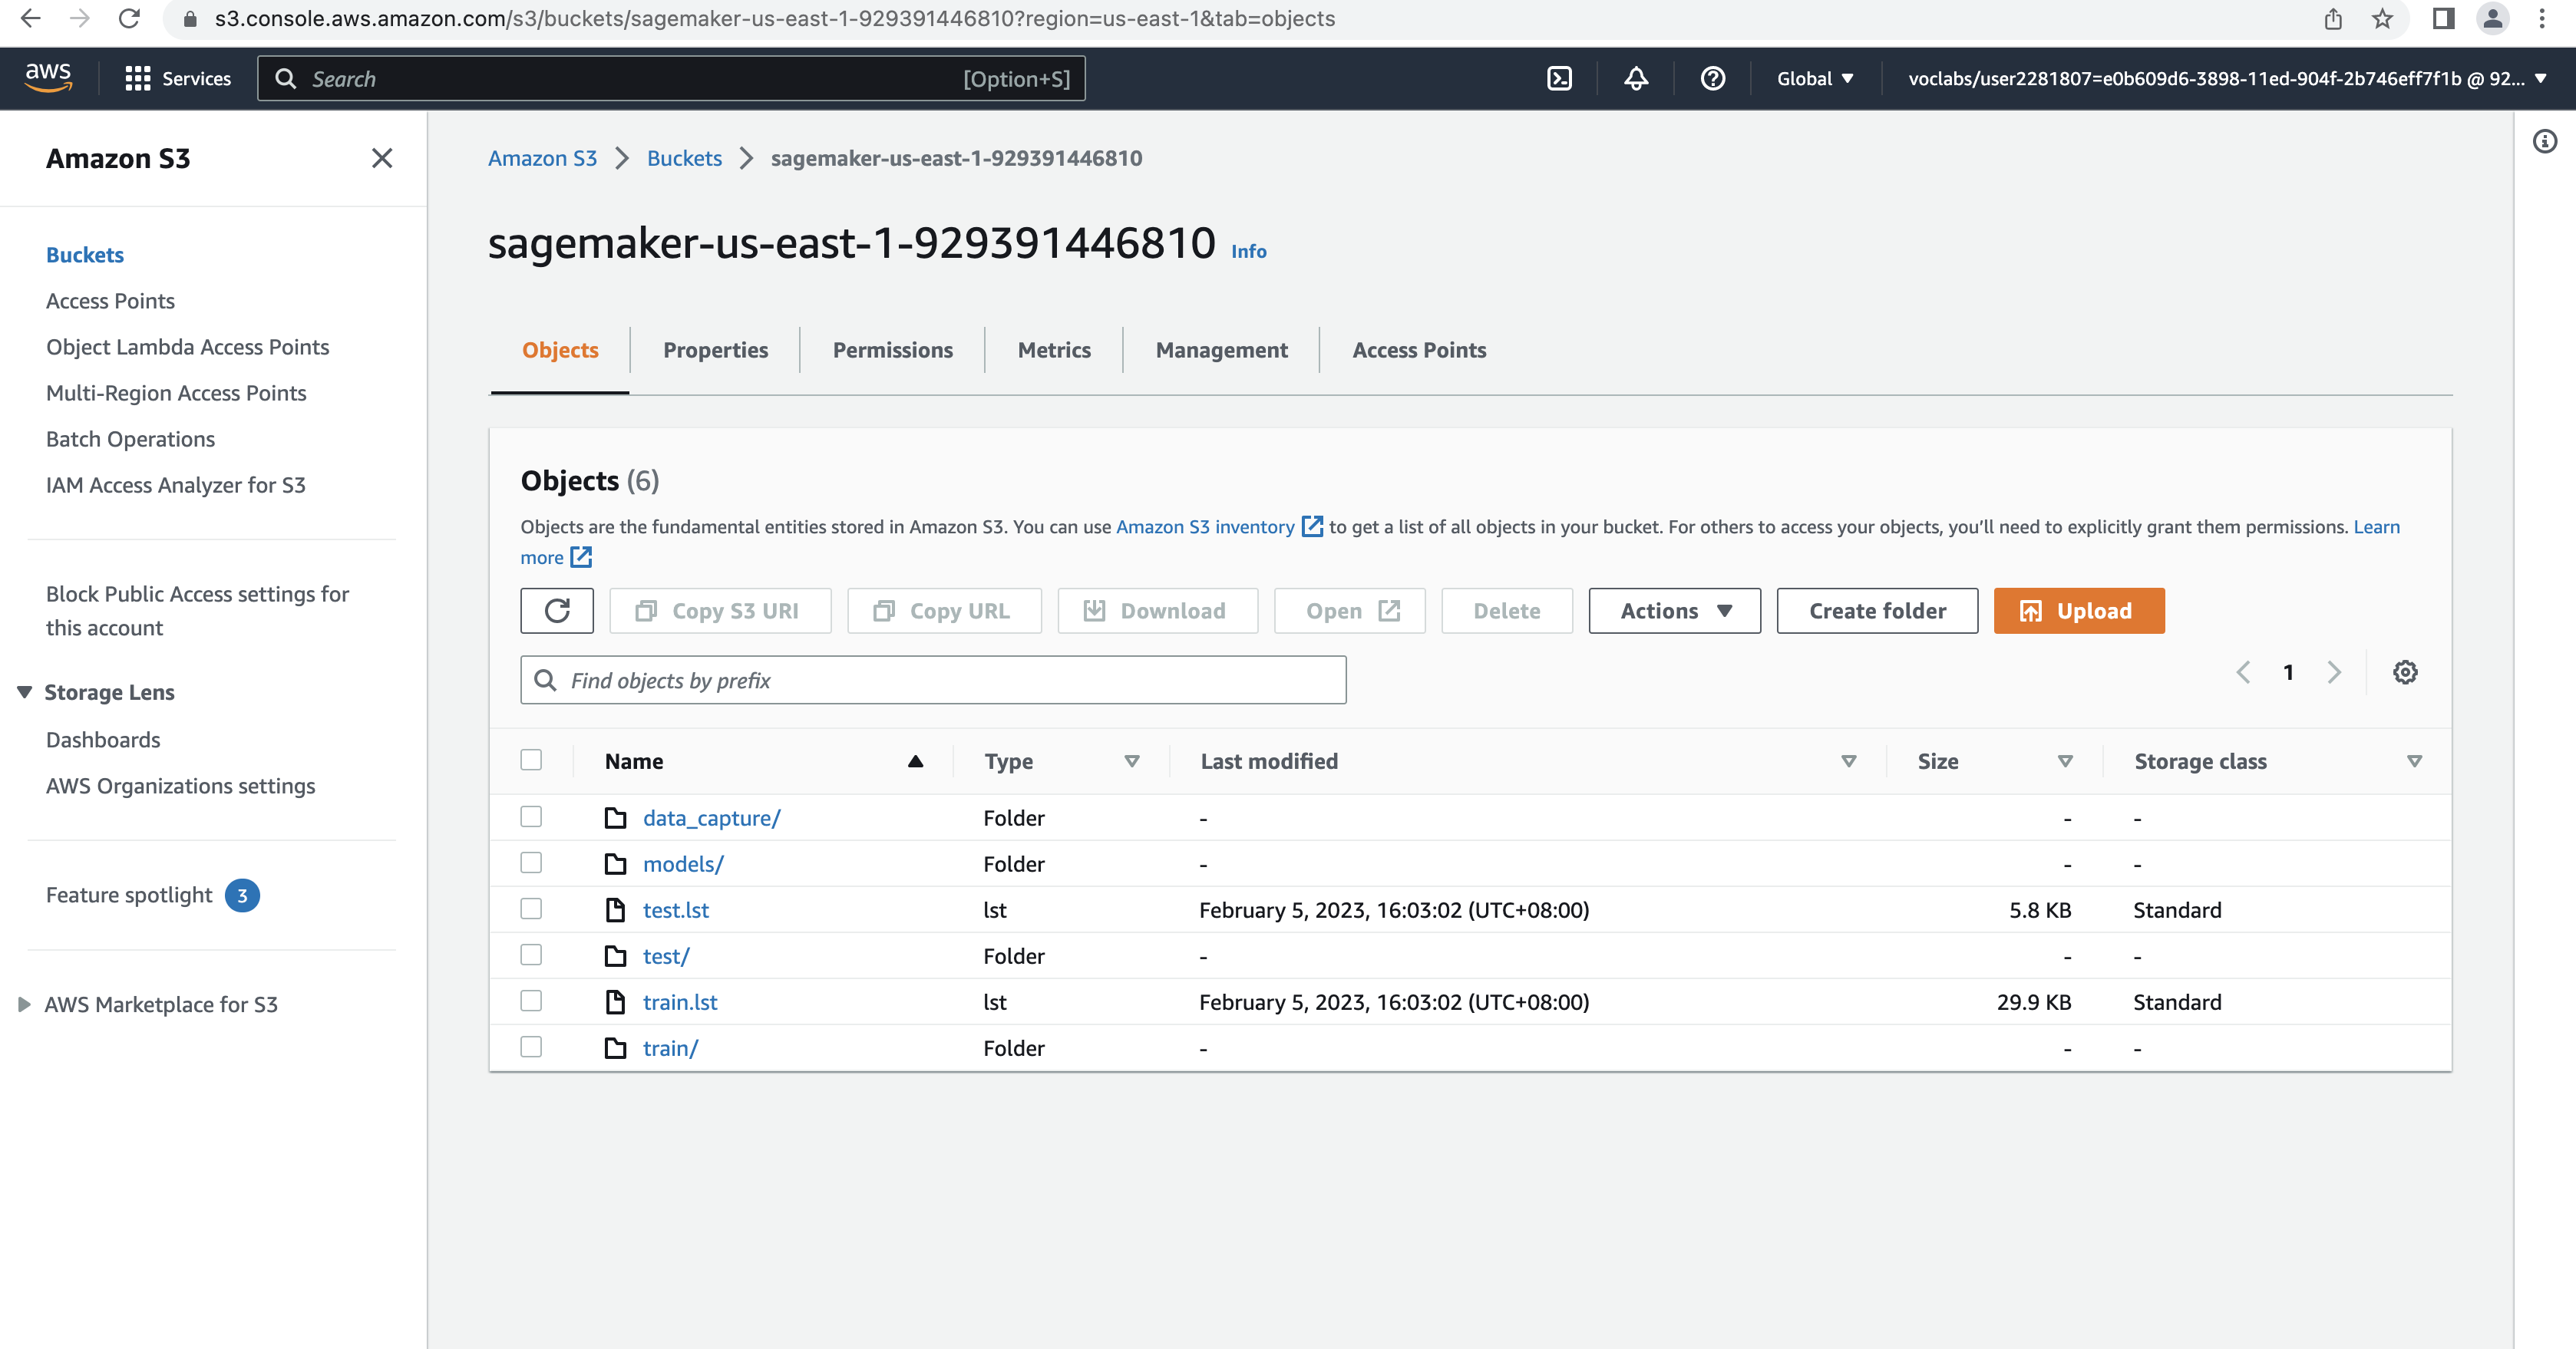 s3.console.aws.amazon.com/s3/buckets/sagemaker-us-east-1-929391446810?region=us-east-1&tab=objects
aws Services Search [Option+S] Global voclabs/user2281807=e0b609d6-3898-11ed-904f-2b746eff7f1b @ 92...
Amazon S3
Buckets
Access Points
Object Lambda Access Points
Multi-Region Access Points
Batch Operations
IAM Access Analyzer for S3
Block Public Access settings for
this account
Storage Lens
Dashboards
AWS Organizations settings
Feature spotlight 3
AWS Marketplace for S3
Amazon S3 Buckets sagemaker-us-east-1-929391446810
sagemaker-us-east-1-929391446810 Info
Objects Properties Permissions Metrics Management Access Points
Objects (6)
Objects are the fundamental entities stored in Amazon S3. You can use Amazon S3 inventory to get a list of all objects in your bucket. For others to access your objects, you’ll need to explicitly grant them permissions. Learn
more
Copy S3 URI Copy URL Download Open Delete Actions Create folder Upload
Find objects by prefix 1
Name Type Last modified Size Storage class
data_capture/ Folder - - -
models/ Folder - - -
test.lst lst February 5, 2023, 16:03:02 (UTC+08:00) 5.8 KB Standard
test/ Folder - - -
train.lst lst February 5, 2023, 16:03:02 (UTC+08:00) 29.9 KB Standard
train/ Folder - - -